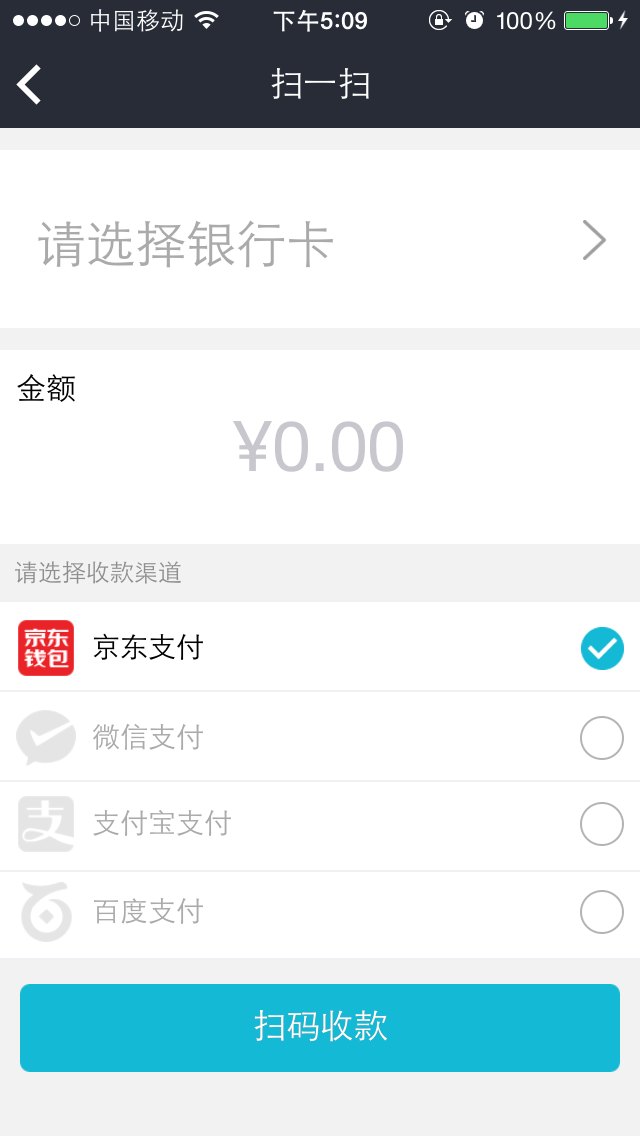 中国移动 下午5:09 100%
扫一扫
请选择银行卡
金额
¥0.00
请选择收款渠道
京东
钱包
京东支付
微信支付
支
支付宝支付
百度支付
扫码收款